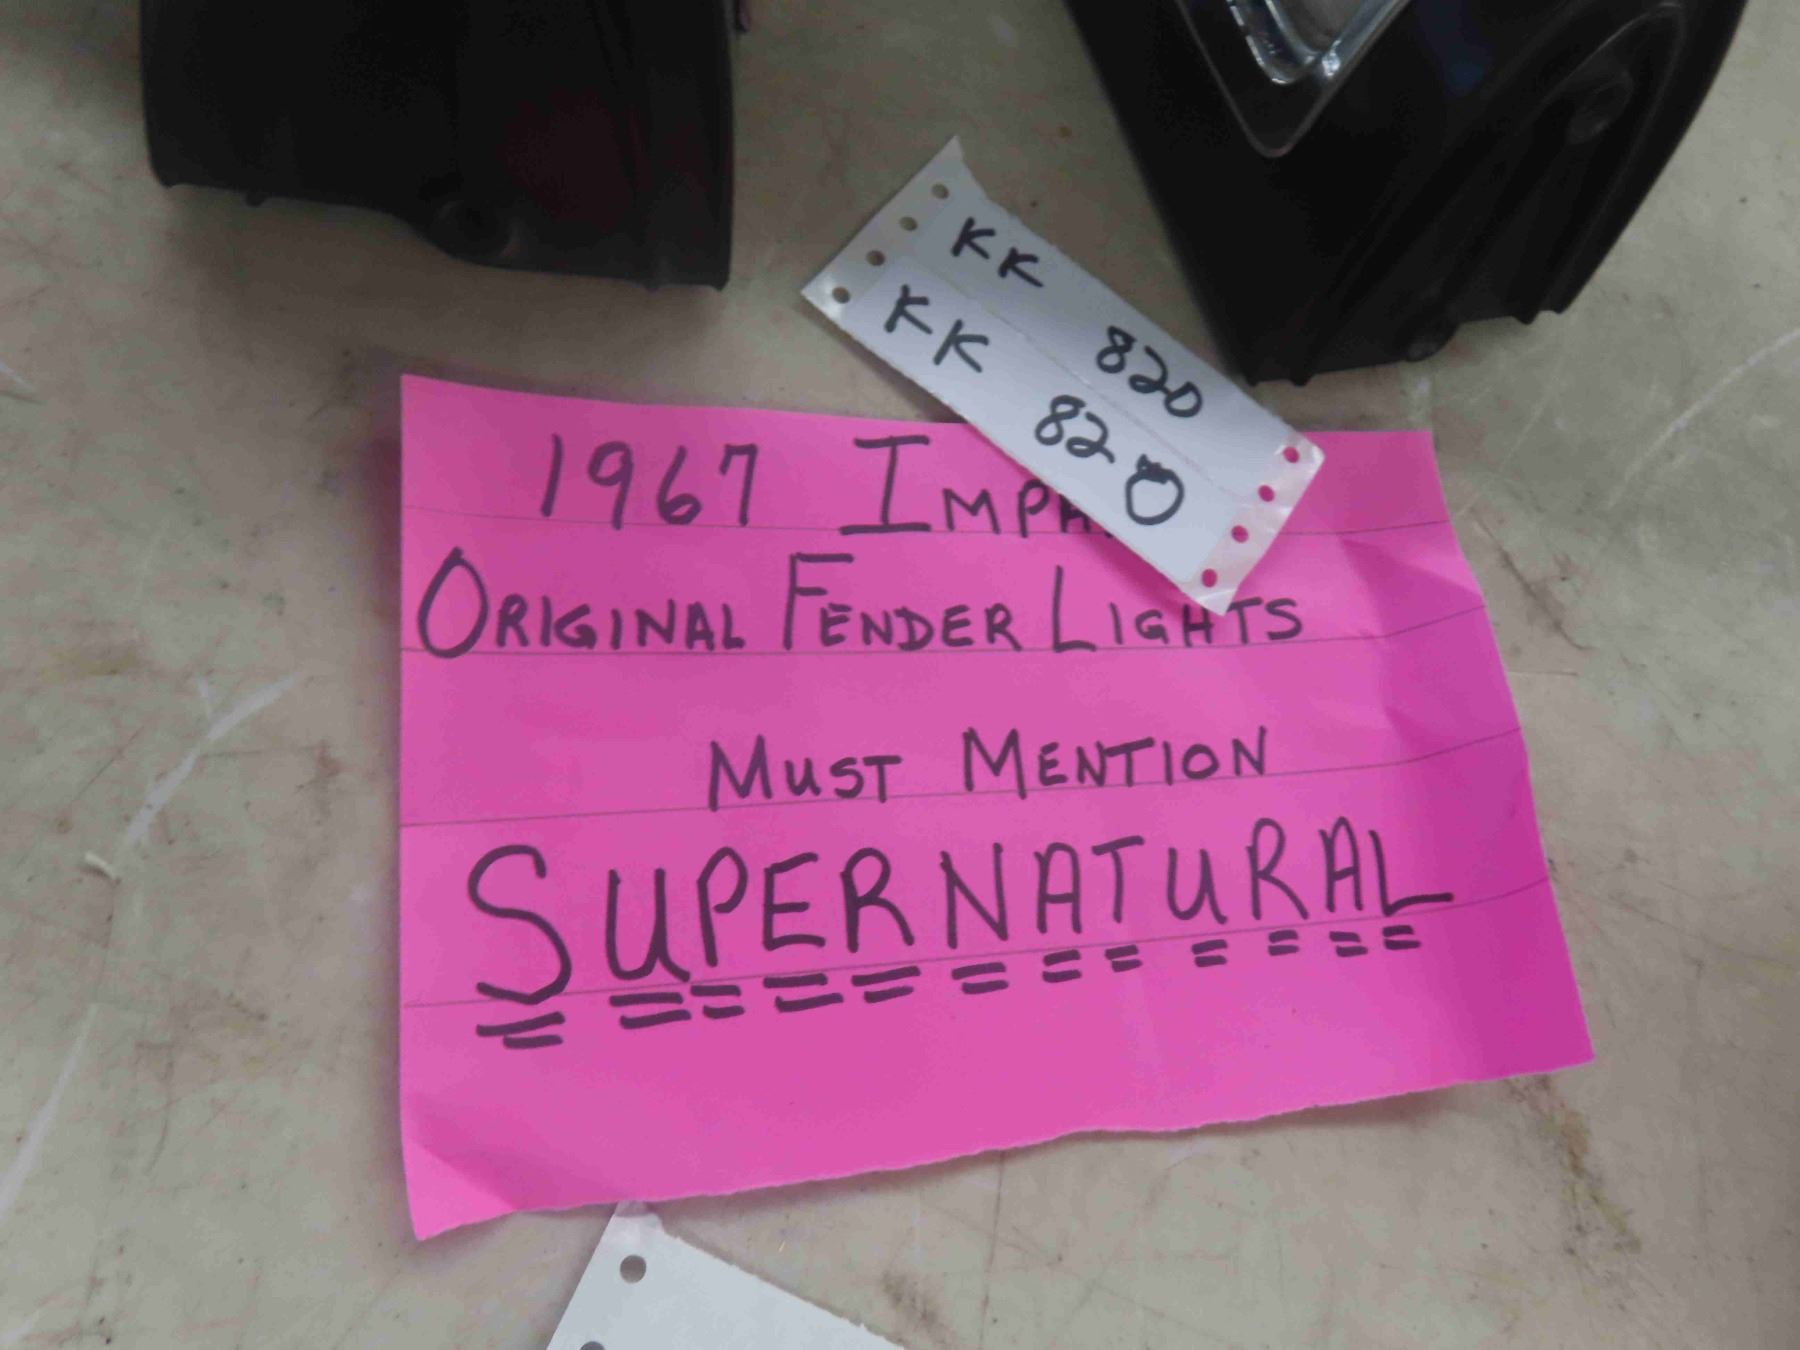 KK 820
KK 820
1967 IMPA
ORIGINAL FENDER LIGHTS
MUST MENTION
SUPERNATURAL